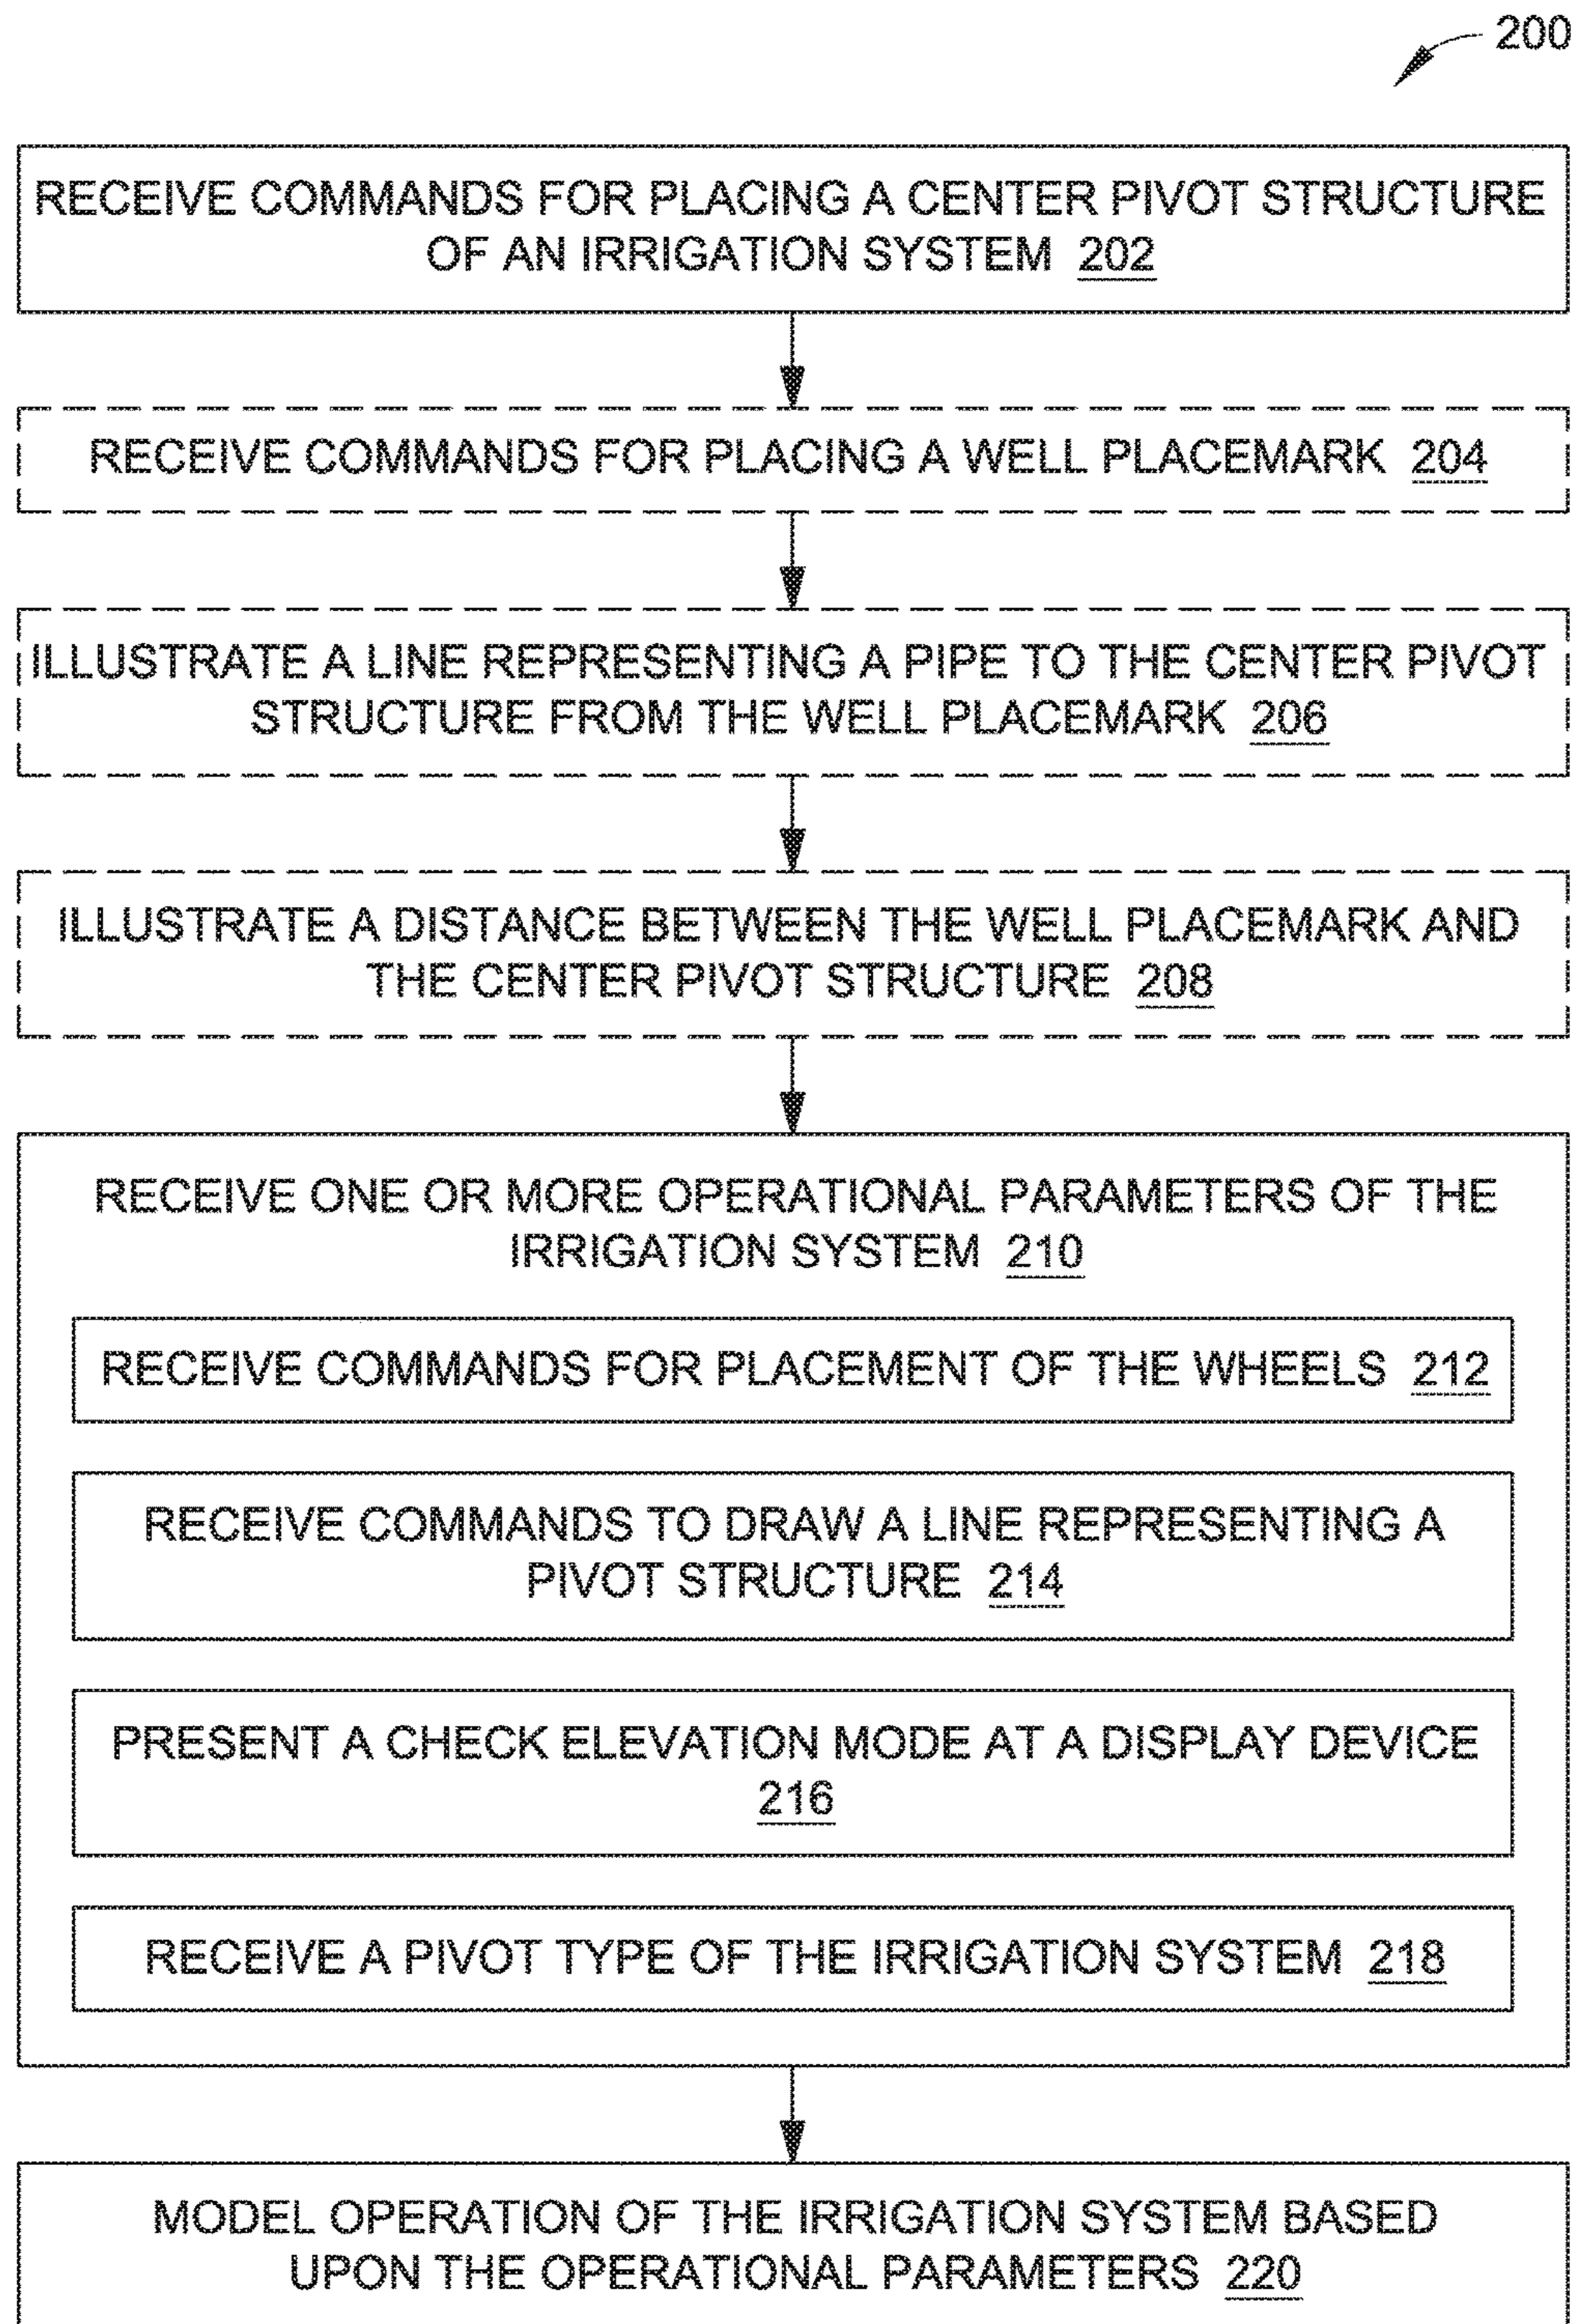 200
RECEIVE COMMANDS FOR PLACING A CENTER PIVOT STRUCTURE
OF AN IRRIGATION SYSTEM 202
RECEIVE COMMANDS FOR PLACING A WELL PLACEMARK 204
ILLUSTRATE A LINE REPRESENTING A PIPE TO THE CENTER PIVOT
STRUCTURE FROM THE WELL PLACEMARK 206
ILLUSTRATE A DISTANCE BETWEEN THE WELL PLACEMARK AND
THE CENTER PIVOT STRUCTURE 208
RECEIVE ONE OR MORE OPERATIONAL PARAMETERS OF THE
IRRIGATION SYSTEM 210
RECEIVE COMMANDS FOR PLACEMENT OF THE WHEELS 212
RECEIVE COMMANDS TO DRAW A LINE REPRESENTING A
PIVOT STRUCTURE 214
PRESENT A CHECK ELEVATION MODE AT A DISPLAY DEVICE
216
RECEIVE A PIVOT TYPE OF THE IRRIGATION SYSTEM 218
MODEL OPERATION OF THE IRRIGATION SYSTEM BASED
UPON THE OPERATIONAL PARAMETERS 220